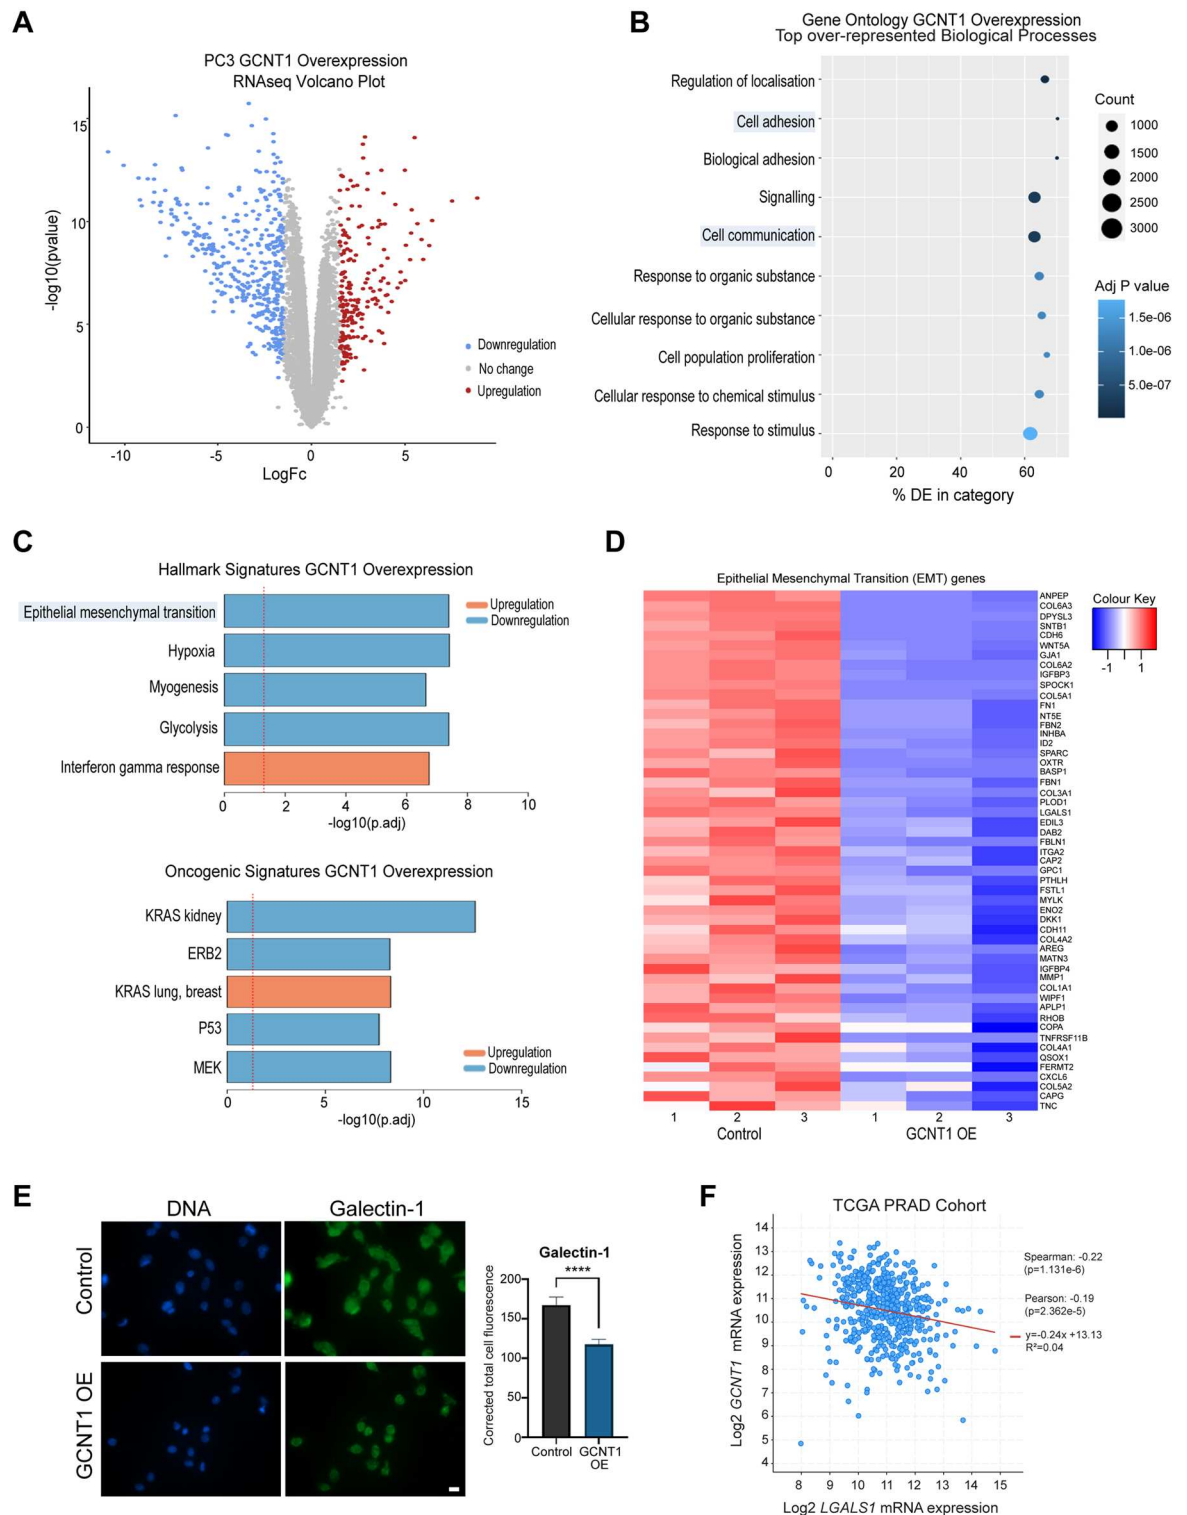 A
PC3 GCNT1 Overexpression
RNAseq Volcano Plot
-log10(pvalue)
15
10
5
0
-10
-5
0
5
LogFc
Downregulation
No change
Upregulation
B
Gene Ontology GCNT1 Overexpression
Top over-represented Biological Processes
Regulation of localisation
Cell adhesion
Biological adhesion
Signalling
Cell communication
Response to organic substance
Cellular response to organic substance
Cell population proliferation
Cellular response to chemical stimulus
Response to stimulus
0
20
40
60
% DE in category
Count
1000
1500
2000
2500
3000
Adj P value
1.5e-06
1.0e-06
5.0e-07
C
Hallmark Signatures GCNT1 Overexpression
Epithelial mesenchymal transition
Hypoxia
Myogenesis
Glycolysis
Interferon gamma response
Upregulation
Downregulation
0
2
4
6
8
10
-log10(p.adj)
Oncogenic Signatures GCNT1 Overexpression
KRAS kidney
ERB2
KRAS lung, breast
P53
MEK
Upregulation
Downregulation
0
5
10
15
-log10(p.adj)
D
Epithelial Mesenchymal Transition (EMT) genes
ANPEP
COL6A3
DPYSL3
SNTB1
CDH6
WNT5A
GJA1
COL6A2
IGFBP3
SPOCK1
COL5A1
FN1
NT5E
FBN2
INHBA
ID2
SPARC
OXTR
BASP1
FBN1
COL3A1
PLOD1
LGALS1
EDIL3
DAB2
FBLN1
ITGA2
CAP2
GPC1
PTHLH
FSTL1
MYLK
ENO2
DKK1
CDH11
COL4A2
AREG
MATN3
IGFBP4
MMP1
COL1A1
WIPF1
APLP1
RHOB
COPA
TNFRSF11B
COL4A1
QSOX1
FERMT2
CXCL6
COL5A2
CAPG
TNC
1 2 3 1 2 3
Control GCNT1 OE
Colour Key
-1 1
E
DNA
Galectin-1
Control
GCNT1 OE
Galectin-1
****
Corrected total cell fluorescence
200
150
100
50
0
Control GCNT1
OE
F
TCGA PRAD Cohort
Log2 GCNT1 mRNA expression
14
13
12
11
10
9
8
7
6
5
4
8 9 10 11 12 13 14 15
Log2 LGALS1 mRNA expression
Spearman: -0.22
(p=1.131e-6)
Pearson: -0.19
(p=2.362e-5)
y=-0.24x +13.13
R²=0.04